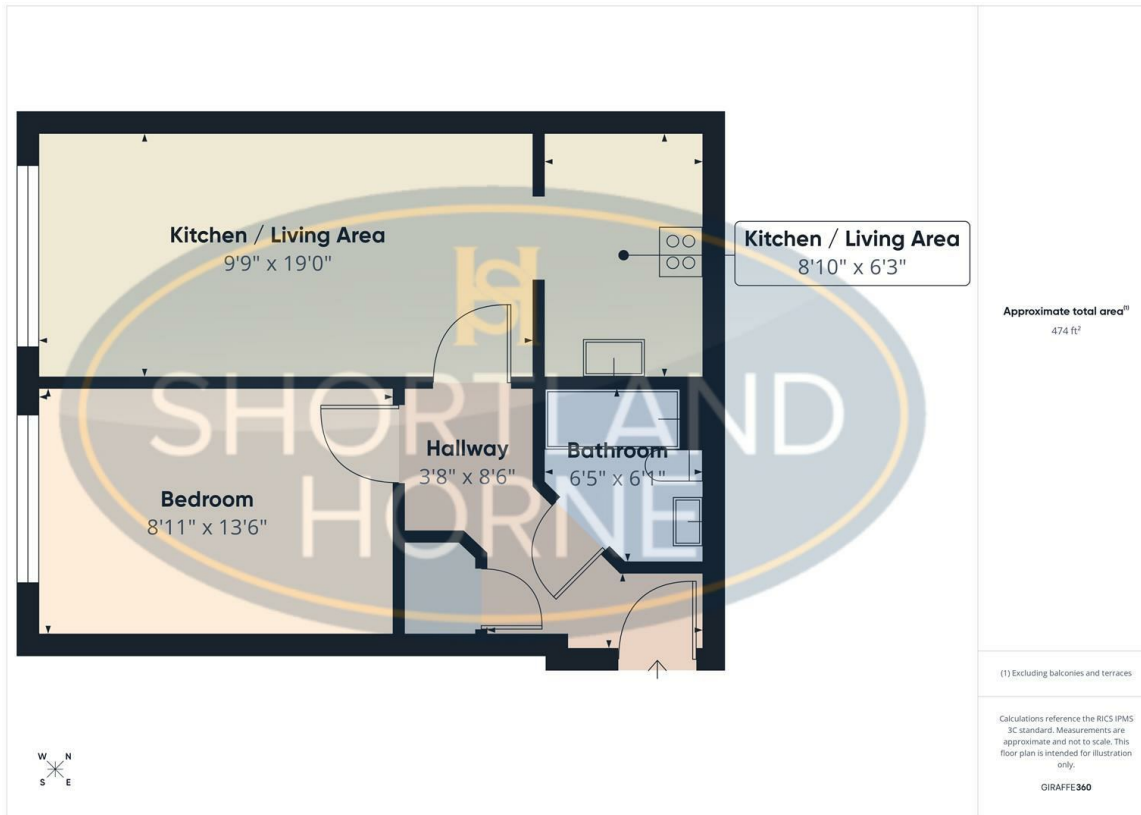 Kitchen / Living Area
9'9" x 19'0"
Kitchen / Living Area
8'10" x 6'3"
SHORTLAND
HORNE
Hallway
3'8" x 8'6"
Bathroom
6'5" x 6'1"
Bedroom
8'11" x 13'6"
W N
S E
Approximate total area(1)
474 ft²
(1) Excluding balconies and terraces
Calculations reference the RICS IPMS
3C standard. Measurements are
approximate and not to scale. This
floor plan is intended for illustration
only.
GIRAFFE360